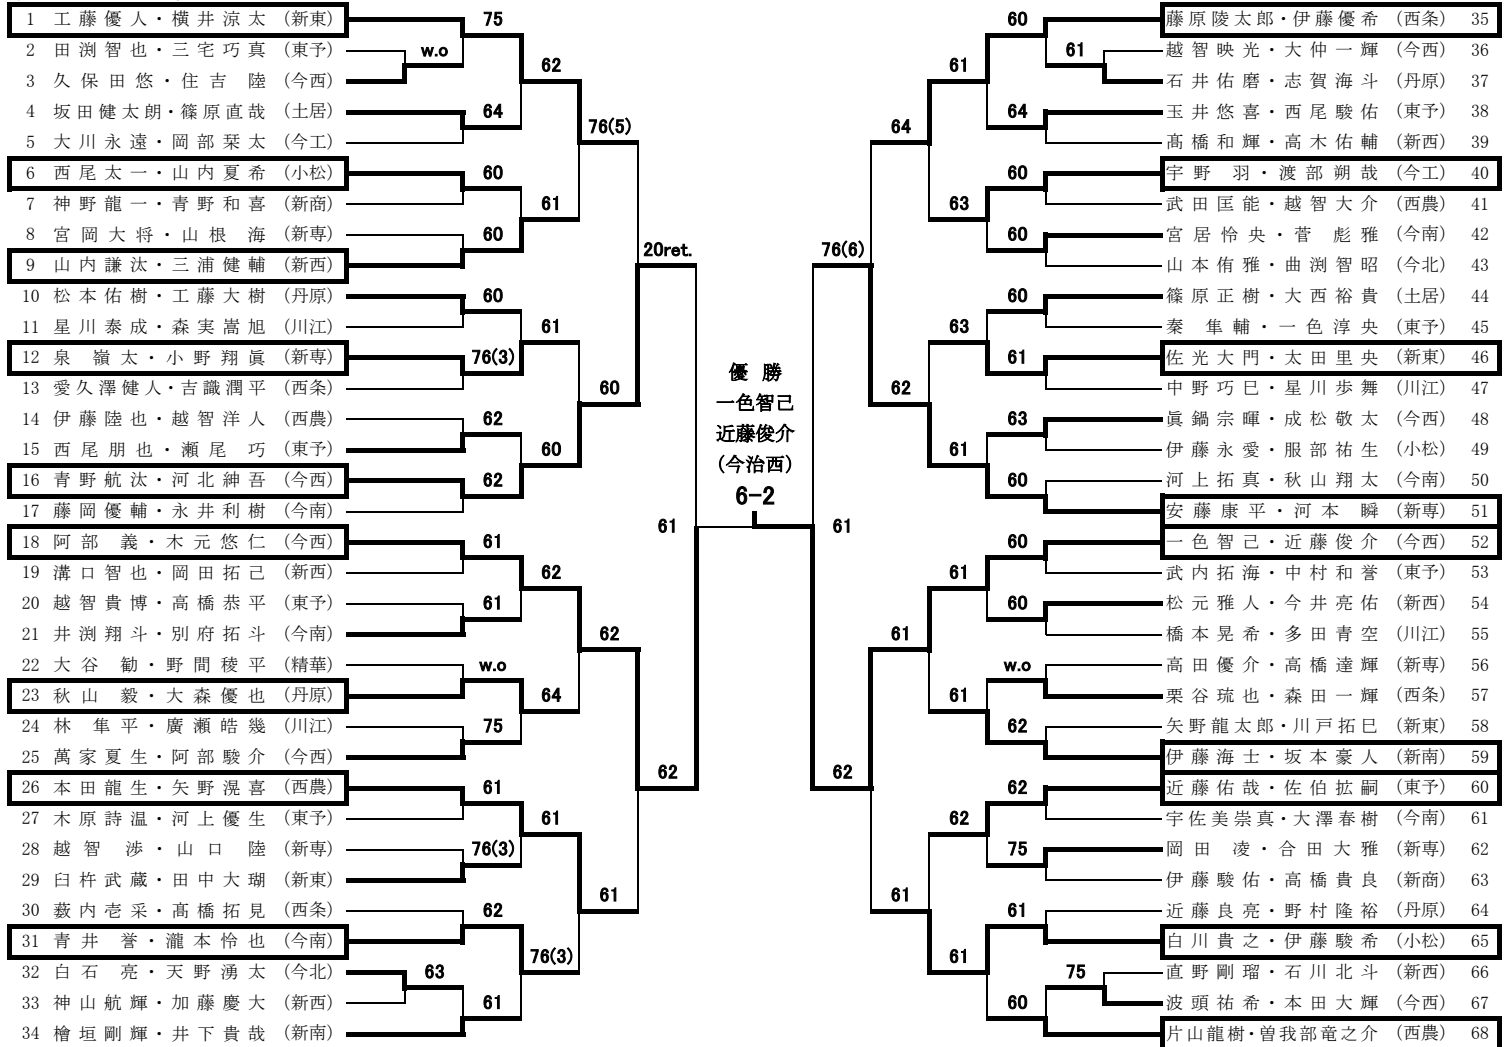 1 工藤優人・横井涼太 (新東)
2 田渕智也・三宅巧真 (東予)
3 久保田悠・住吉 陸 (今西)
4 坂田健太朗・篠原直哉 (土居)
5 大川永遠・岡部栞太 (今工)
6 西尾太一・山内夏希 (小松)
7 神野龍一・青野和喜 (新商)
8 宮岡大将・山根 海 (新専)
9 山内謙汰・三浦健輔 (新西)
10 松本佑樹・工藤大樹 (丹原)
11 星川泰成・森実嵩旭 (川江)
12 泉 嶺太・小野翔眞 (新専)
13 愛久澤健人・吉識潤平 (西条)
14 伊藤陸也・越智洋人 (西農)
15 西尾朋也・瀬尾 巧 (東予)
16 青野航汰・河北紳吾 (今西)
17 藤岡優輔・永井利樹 (今南)
18 阿部 義・木元悠仁 (今西)
19 溝口智也・岡田拓己 (新西)
20 越智貴博・高橋恭平 (東予)
21 井渕翔斗・別府拓斗 (今南)
22 大谷 勧・野間稜平 (精華)
23 秋山 毅・大森優也 (丹原)
24 林 隼平・廣瀬皓幾 (川江)
25 萬家夏生・阿部駿介 (今西)
26 本田龍生・矢野滉喜 (西農)
27 木原詩温・河上優生 (東予)
28 越智 渉・山口 陸 (新専)
29 臼杵武蔵・田中大瑚 (新東)
30 薮内壱采・髙橋拓見 (西条)
31 青井 誉・瀧本怜也 (今南)
32 白石 亮・天野湧太 (今北)
33 神山航輝・加藤慶大 (新西)
34 檜垣剛輝・井下貴哉 (新南)
75
w.o
64
60
60
60
76(3)
62
62
61
61
w.o
75
61
76(3)
62
63
61
62
61
61
60
62
64
61
76(3)
76(5)
60
62
61
20ret.
62
61
優 勝
一色智己
近藤俊介
(今治西)
6-2
61
76(6)
62
64
62
61
61
61
63
63
61
61
61
62
61
60
61
64
60
60
60
61
63
60
60
60
w.o
62
62
75
61
75
60
藤原陵太郎・伊藤優希 (西条) 35
越智映光・大仲一輝 (今西) 36
石井佑磨・志賀海斗 (丹原) 37
玉井悠喜・西尾駿佑 (東予) 38
髙橋和輝・高木佑輔 (新西) 39
宇野 羽・渡部朔哉 (今工) 40
武田匡能・越智大介 (西農) 41
宮居怜央・菅 彪雅 (今南) 42
山本侑雅・曲渕智昭 (今北) 43
篠原正樹・大西裕貴 (土居) 44
秦 隼輔・一色淳央 (東予) 45
佐光大門・太田里央 (新東) 46
中野巧巳・星川歩舞 (川江) 47
眞鍋宗暉・成松敬太 (今西) 48
伊藤永愛・服部祐生 (小松) 49
河上拓真・秋山翔太 (今南) 50
安藤康平・河本 瞬 (新専) 51
一色智己・近藤俊介 (今西) 52
武内拓海・中村和誉 (東予) 53
松元雅人・今井亮佑 (新西) 54
橋本晃希・多田青空 (川江) 55
高田優介・高橋達輝 (新専) 56
栗谷琉也・森田一輝 (西条) 57
矢野龍太郎・川戸拓巳 (新東) 58
伊藤海士・坂本豪人 (新南) 59
近藤佑哉・佐伯拡嗣 (東予) 60
宇佐美崇真・大澤春樹 (今南) 61
岡田 凌・合田大雅 (新専) 62
伊藤駿佑・高橋貴良 (新商) 63
近藤良亮・野村隆裕 (丹原) 64
白川貴之・伊藤駿希 (小松) 65
直野剛瑠・石川北斗 (新西) 66
波頭祐希・本田大輝 (今西) 67
片山龍樹・曽我部竜之介 (西農) 68